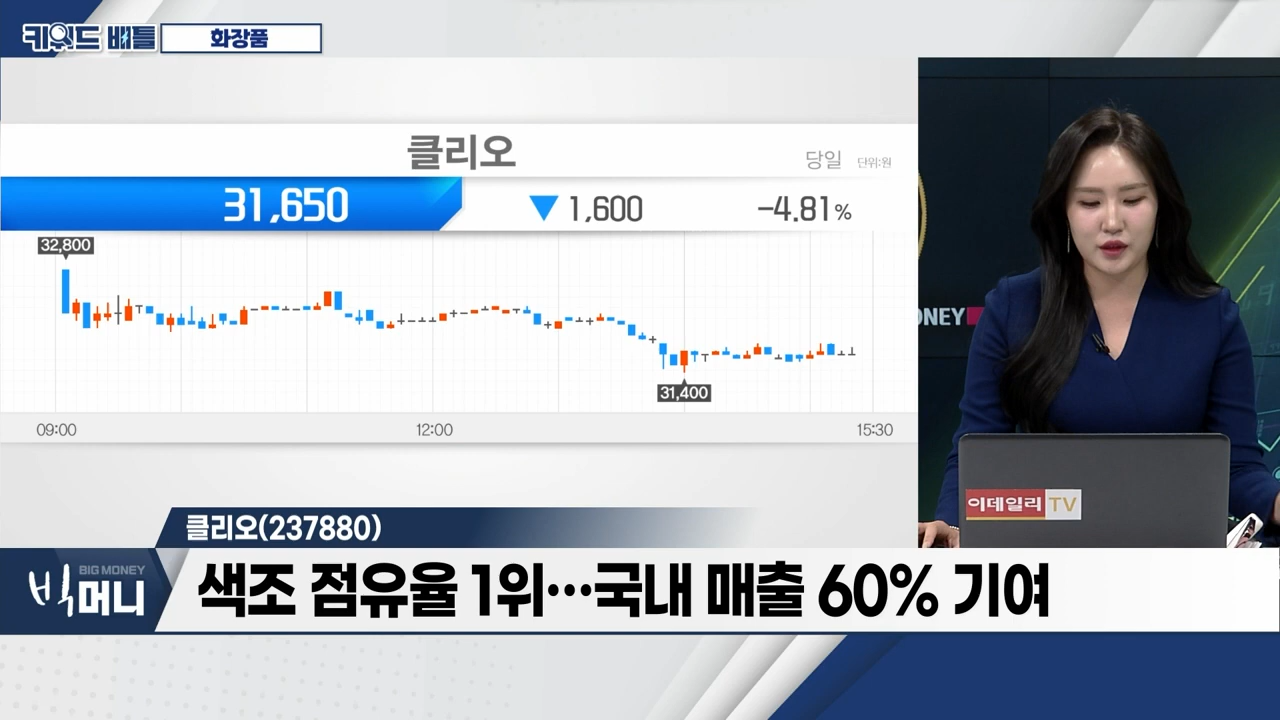 키워드 배틀 화장품
클리오
당일 단위:원
31,650 ▼ 1,600 -4.81%
32,800
31,400
09:00 12:00 15:30
ONEY
이데일리 TV
클리오(237880)
BIG MONEY
빅머니
색조 점유율 1위…국내 매출 60% 기여